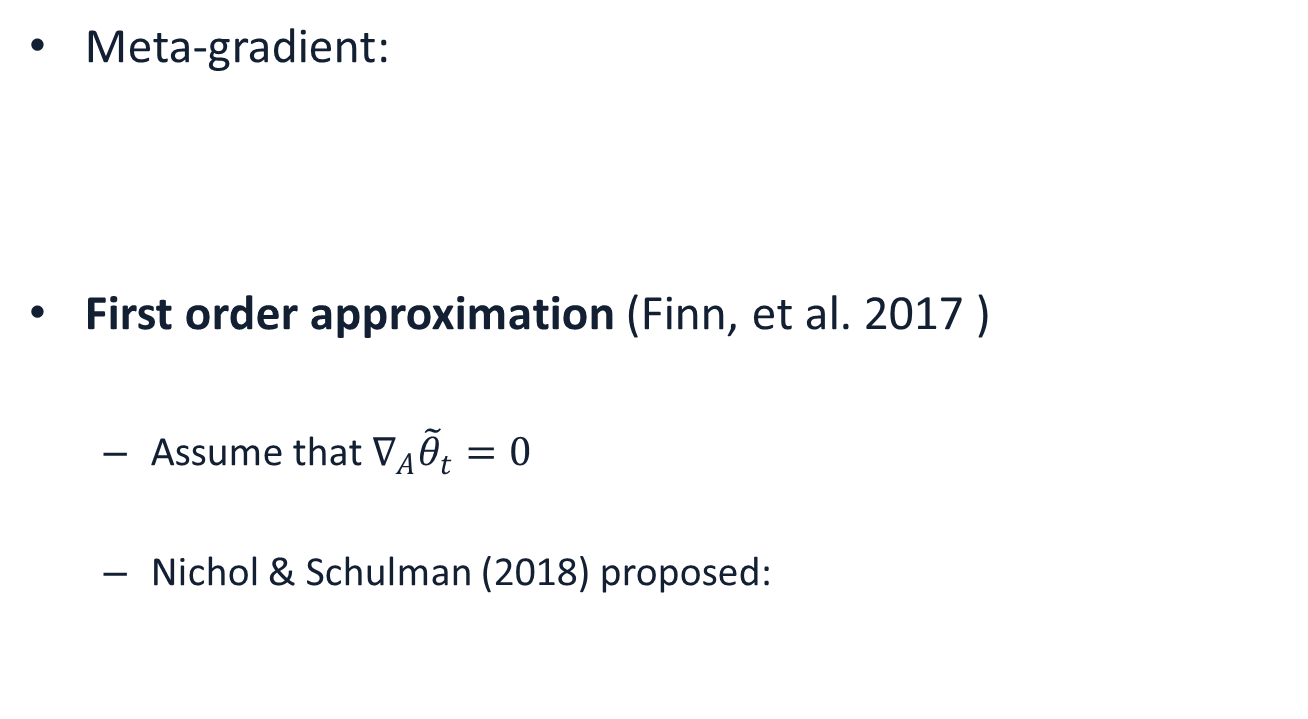 • Meta-gradient:
• First order approximation (Finn, et al. 2017 )
– Assume that ∇_A θ̃_t = 0
– Nichol & Schulman (2018) proposed: